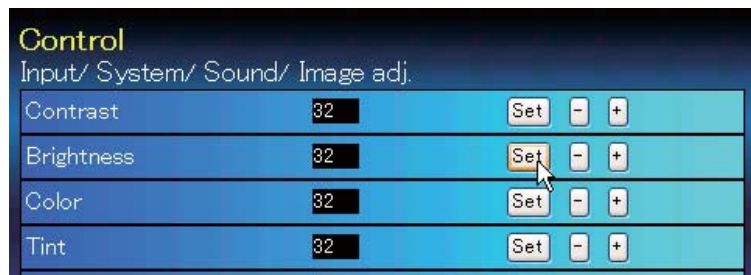 Control
Input/ System/ Sound/ Image adj.
Contrast 32 Set - +
Brightness 32 Set - +
Color 32 Set - +
Tint 32 Set - +